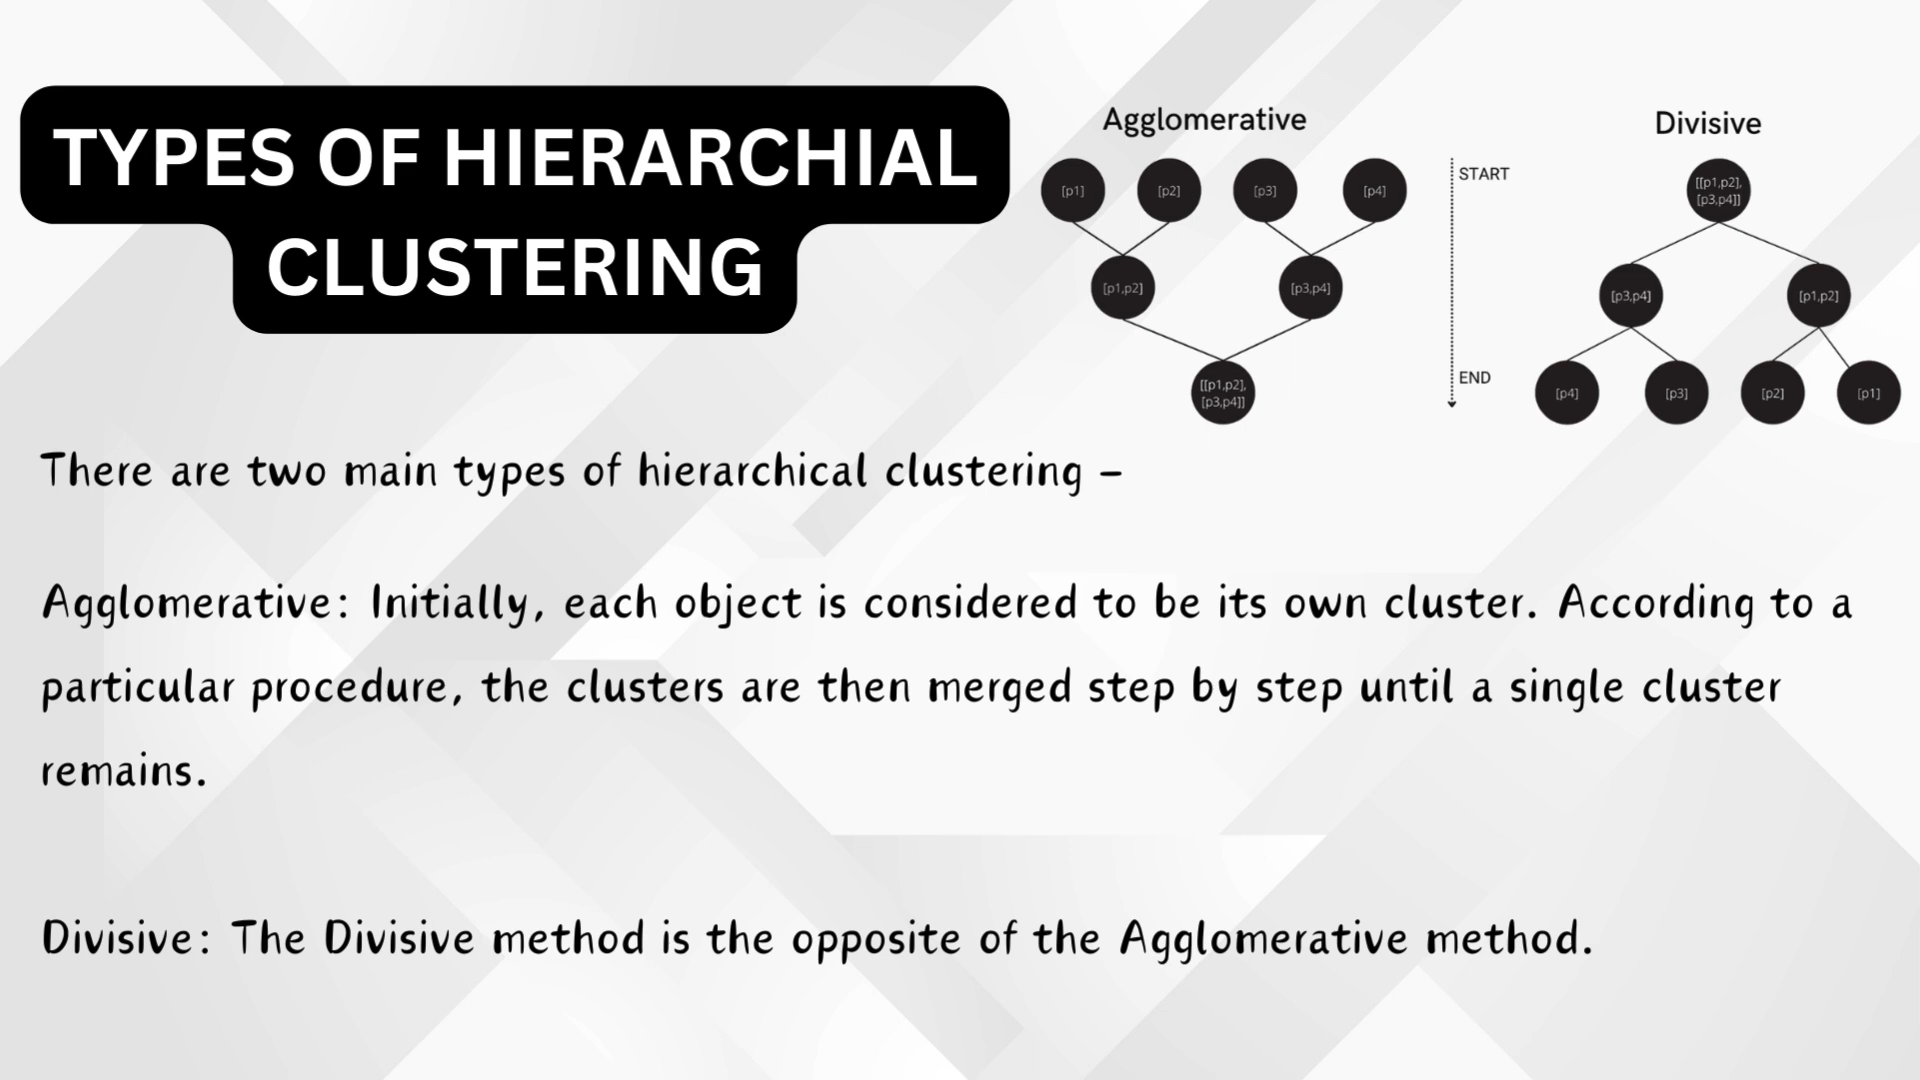 TYPES OF HIERARCHIAL
CLUSTERING
Agglomerative
[p1] [p2] [p3] [p4]
[p1,p2] [p3,p4]
[[p1,p2],
[p3,p4]]
START
END
Divisive
[[p1,p2],
[p3,p4]]
[p3,p4] [p1,p2]
[p4] [p3] [p2] [p1]
There are two main types of hierarchical clustering –
Agglomerative: Initially, each object is considered to be its own cluster. According to a
particular procedure, the clusters are then merged step by step until a single cluster
remains.
Divisive: The Divisive method is the opposite of the Agglomerative method.